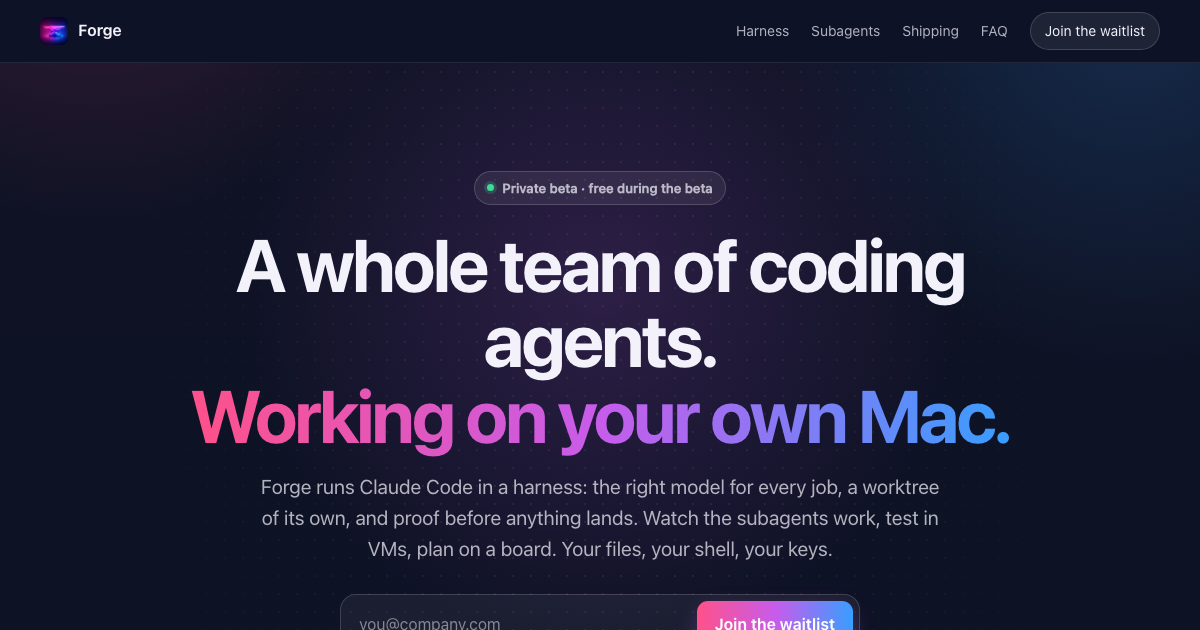 Forge
Harness
Subagents
Shipping
FAQ
Join the waitlist
Private beta · free during the beta
A whole team of coding
agents.
Working on your own Mac.
Forge runs Claude Code in a harness: the right model for every job, a worktree
of its own, and proof before anything lands. Watch the subagents work, test in
VMs, plan on a board. Your files, your shell, your keys.
you@company.com
Join the waitlist